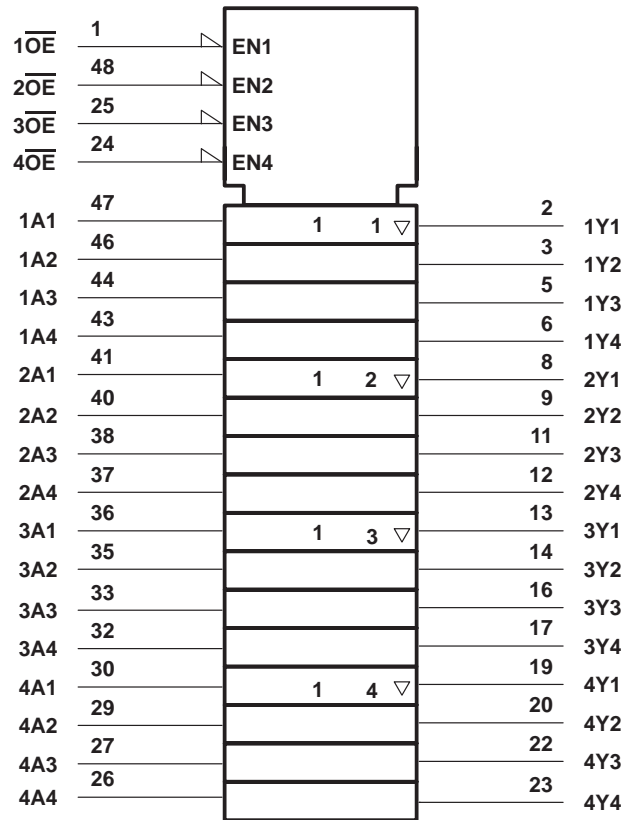 1O̅E̅ 1 EN1
2O̅E̅ 48 EN2
3O̅E̅ 25 EN3
4O̅E̅ 24 EN4
1A1 47 1 1 ▽ 2 1Y1
1A2 46 3 1Y2
1A3 44 5 1Y3
1A4 43 6 1Y4
2A1 41 1 2 ▽ 8 2Y1
2A2 40 9 2Y2
2A3 38 11 2Y3
2A4 37 12 2Y4
3A1 36 1 3 ▽ 13 3Y1
3A2 35 14 3Y2
3A3 33 16 3Y3
3A4 32 17 3Y4
4A1 30 1 4 ▽ 19 4Y1
4A2 29 20 4Y2
4A3 27 22 4Y3
4A4 26 23 4Y4